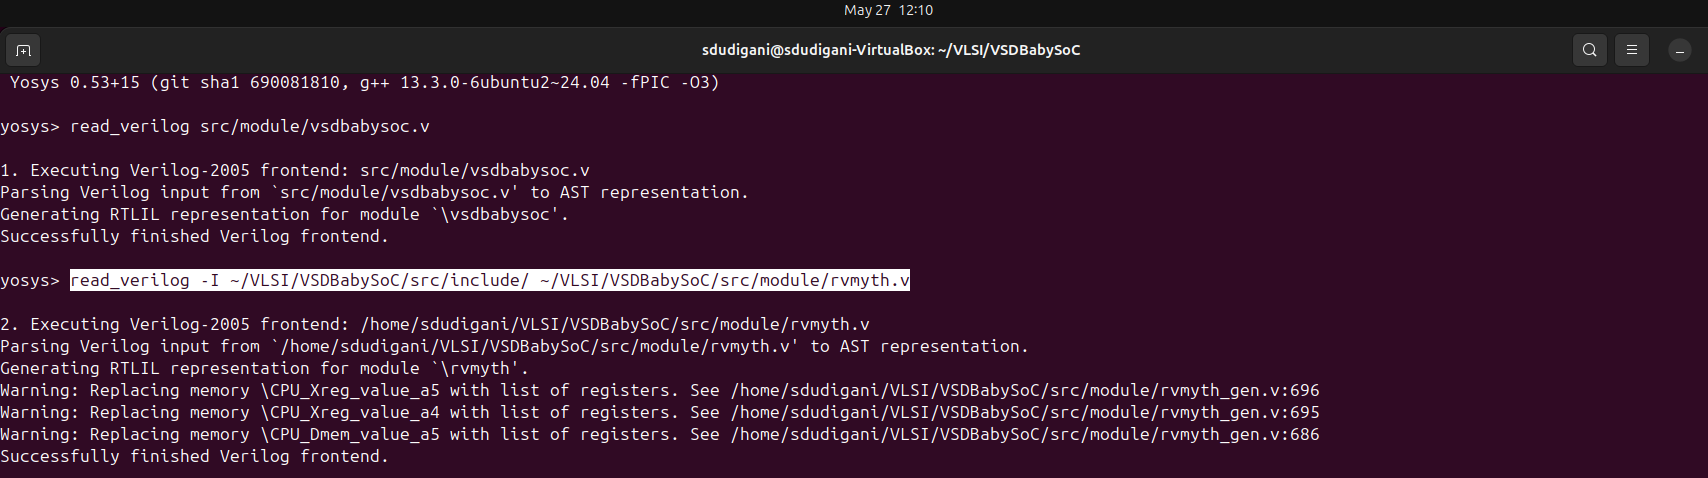 May 27 12:10
sdudigani@sdudigani-VirtualBox: ~/VLSI/VSDBabySoC
Yosys 0.53+15 (git sha1 690081810, g++ 13.3.0-6ubuntu2~24.04 -fPIC -O3)
yosys> read_verilog src/module/vsdbabysoc.v
1. Executing Verilog-2005 frontend: src/module/vsdbabysoc.v
Parsing Verilog input from `src/module/vsdbabysoc.v' to AST representation.
Generating RTLIL representation for module `\vsdbabysoc'.
Successfully finished Verilog frontend.
yosys> read_verilog -I ~/VLSI/VSDBabySoC/src/include/ ~/VLSI/VSDBabySoC/src/module/rvmyth.v
2. Executing Verilog-2005 frontend: /home/sdudigani/VLSI/VSDBabySoC/src/module/rvmyth.v
Parsing Verilog input from `/home/sdudigani/VLSI/VSDBabySoC/src/module/rvmyth.v' to AST representation.
Generating RTLIL representation for module `\rvmyth'.
Warning: Replacing memory \CPU_Xreg_value_a5 with list of registers. See /home/sdudigani/VLSI/VSDBabySoC/src/module/rvmyth_gen.v:696
Warning: Replacing memory \CPU_Xreg_value_a4 with list of registers. See /home/sdudigani/VLSI/VSDBabySoC/src/module/rvmyth_gen.v:695
Warning: Replacing memory \CPU_Dmem_value_a5 with list of registers. See /home/sdudigani/VLSI/VSDBabySoC/src/module/rvmyth_gen.v:686
Successfully finished Verilog frontend.